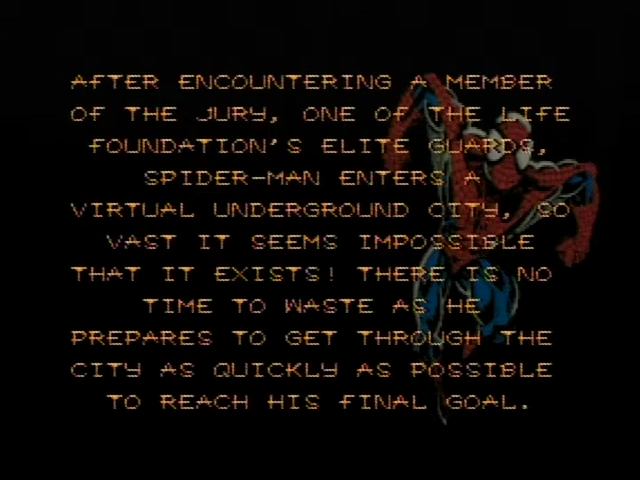 AFTER ENCOUNTERING A MEMBER
OF THE JURY, ONE OF THE LIFE
FOUNDATION'S ELITE GUARDS,
SPIDER-MAN ENTERS A
VIRTUAL UNDERGROUND CITY, SO
VAST IT SEEMS IMPOSSIBLE
THAT IT EXISTS! THERE IS NO
TIME TO WASTE AS HE
PREPARES TO GET THROUGH THE
CITY AS QUICKLY AS POSSIBLE
TO REACH HIS FINAL GOAL.